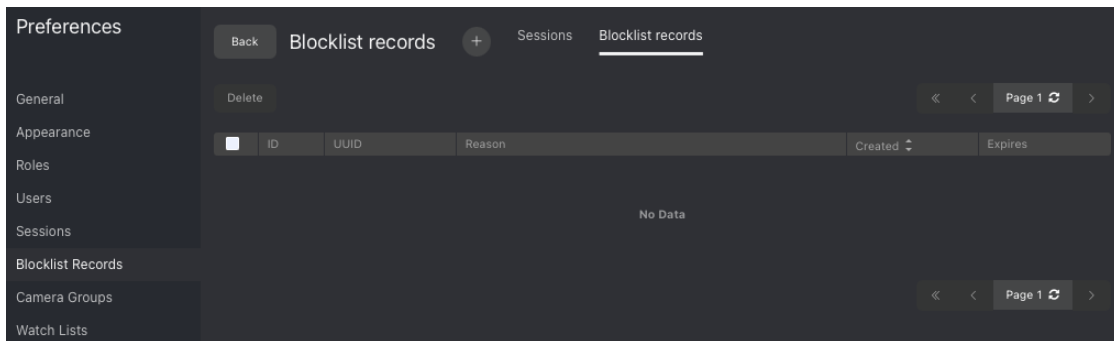 Preferences
General
Appearance
Roles
Users
Sessions
Blocklist Records
Camera Groups
Watch Lists
Back Blocklist records + Sessions Blocklist records
Delete « < Page 1 >
ID UUID Reason Created Expires
No Data
« < Page 1 >